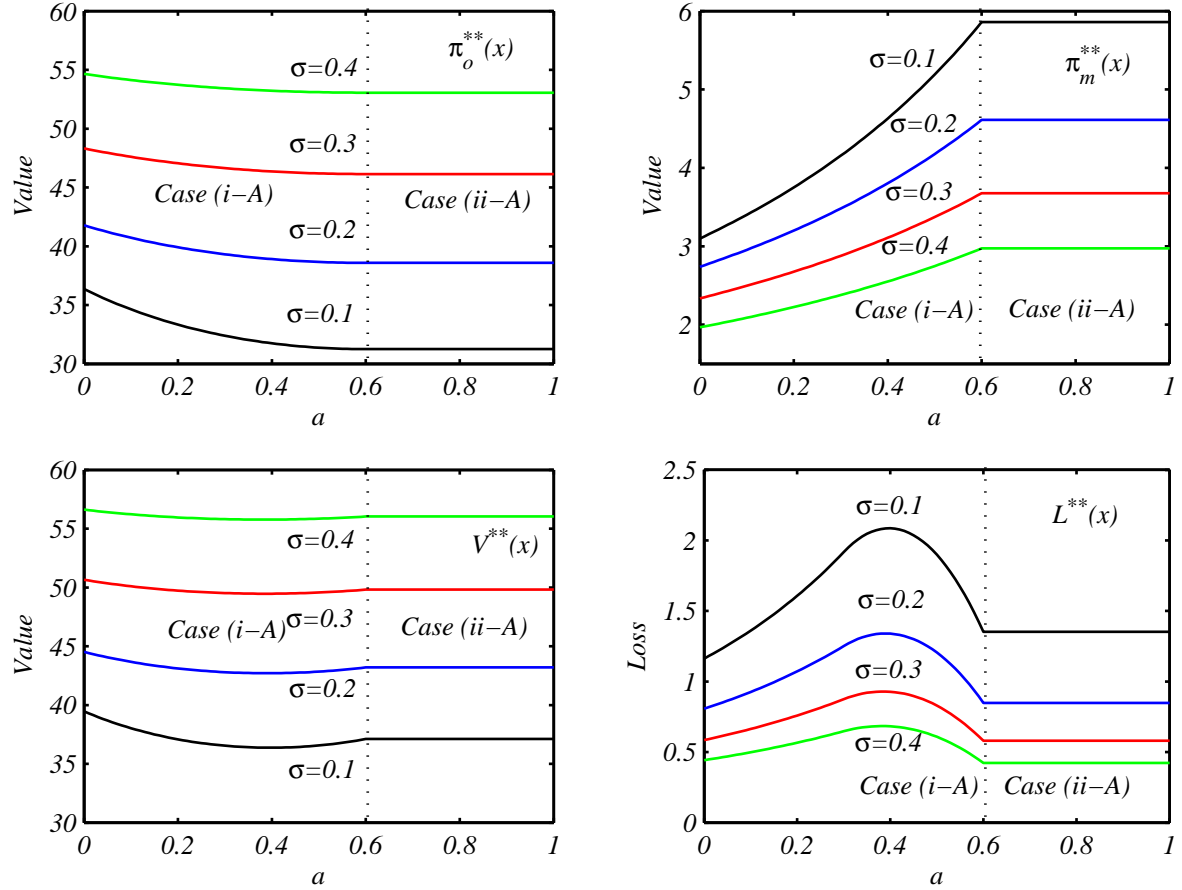 60
55
50
45
40
35
30
Value
π_o^{**}(x)
σ=0.4
σ=0.3
Case (i−A)
Case (ii−A)
σ=0.2
σ=0.1
0 0.2 0.4 0.6 0.8 1
a
6
5
4
3
2
Value
π_m^{**}(x)
σ=0.1
σ=0.2
σ=0.3
σ=0.4
Case (i−A)
Case (ii−A)
0 0.2 0.4 0.6 0.8 1
a
60
55
50
45
40
35
30
Value
V^{**}(x)
σ=0.4
σ=0.3
Case (i−A)
Case (ii−A)
σ=0.2
σ=0.1
0 0.2 0.4 0.6 0.8 1
a
2.5
2
1.5
1
0.5
0
Loss
L^{**}(x)
σ=0.1
σ=0.2
σ=0.3
σ=0.4
Case (i−A)
Case (ii−A)
0 0.2 0.4 0.6 0.8 1
a